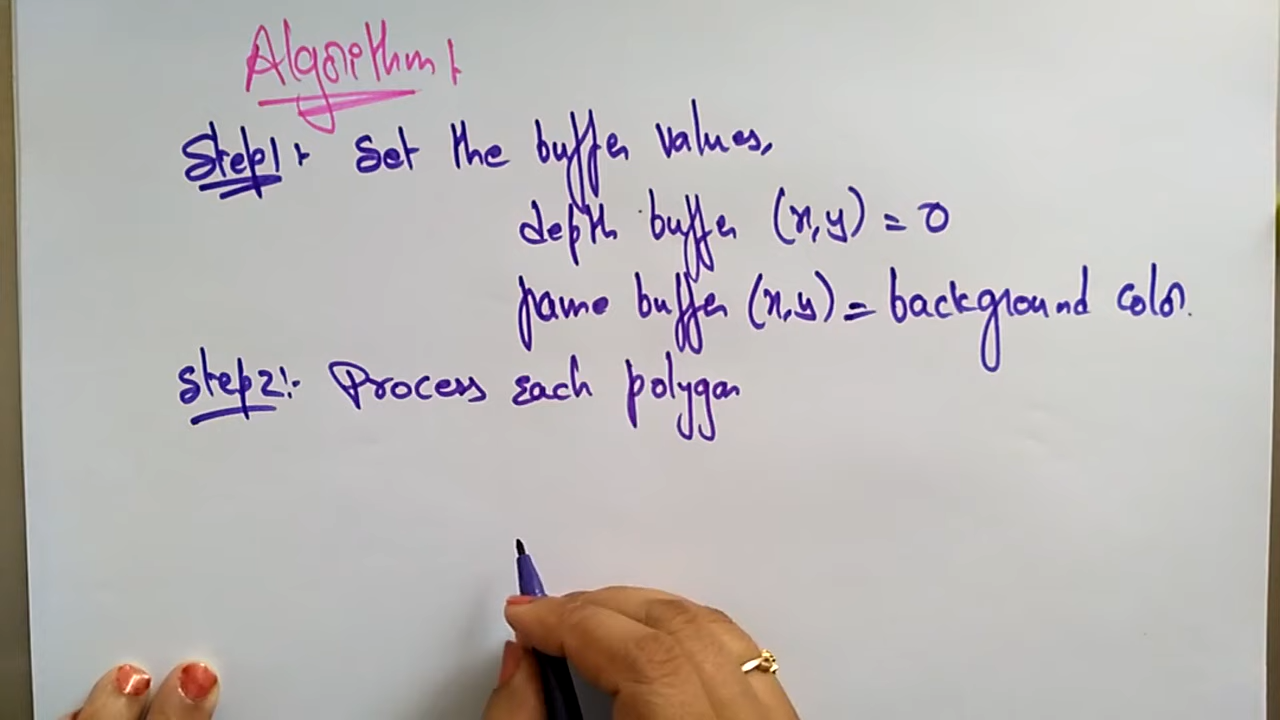 Algorithm :
Step1 :- Set the buffer values,
depth buffer (x,y) = 0
frame buffer (x,y) = background color.
Step2 :- Process each polygon